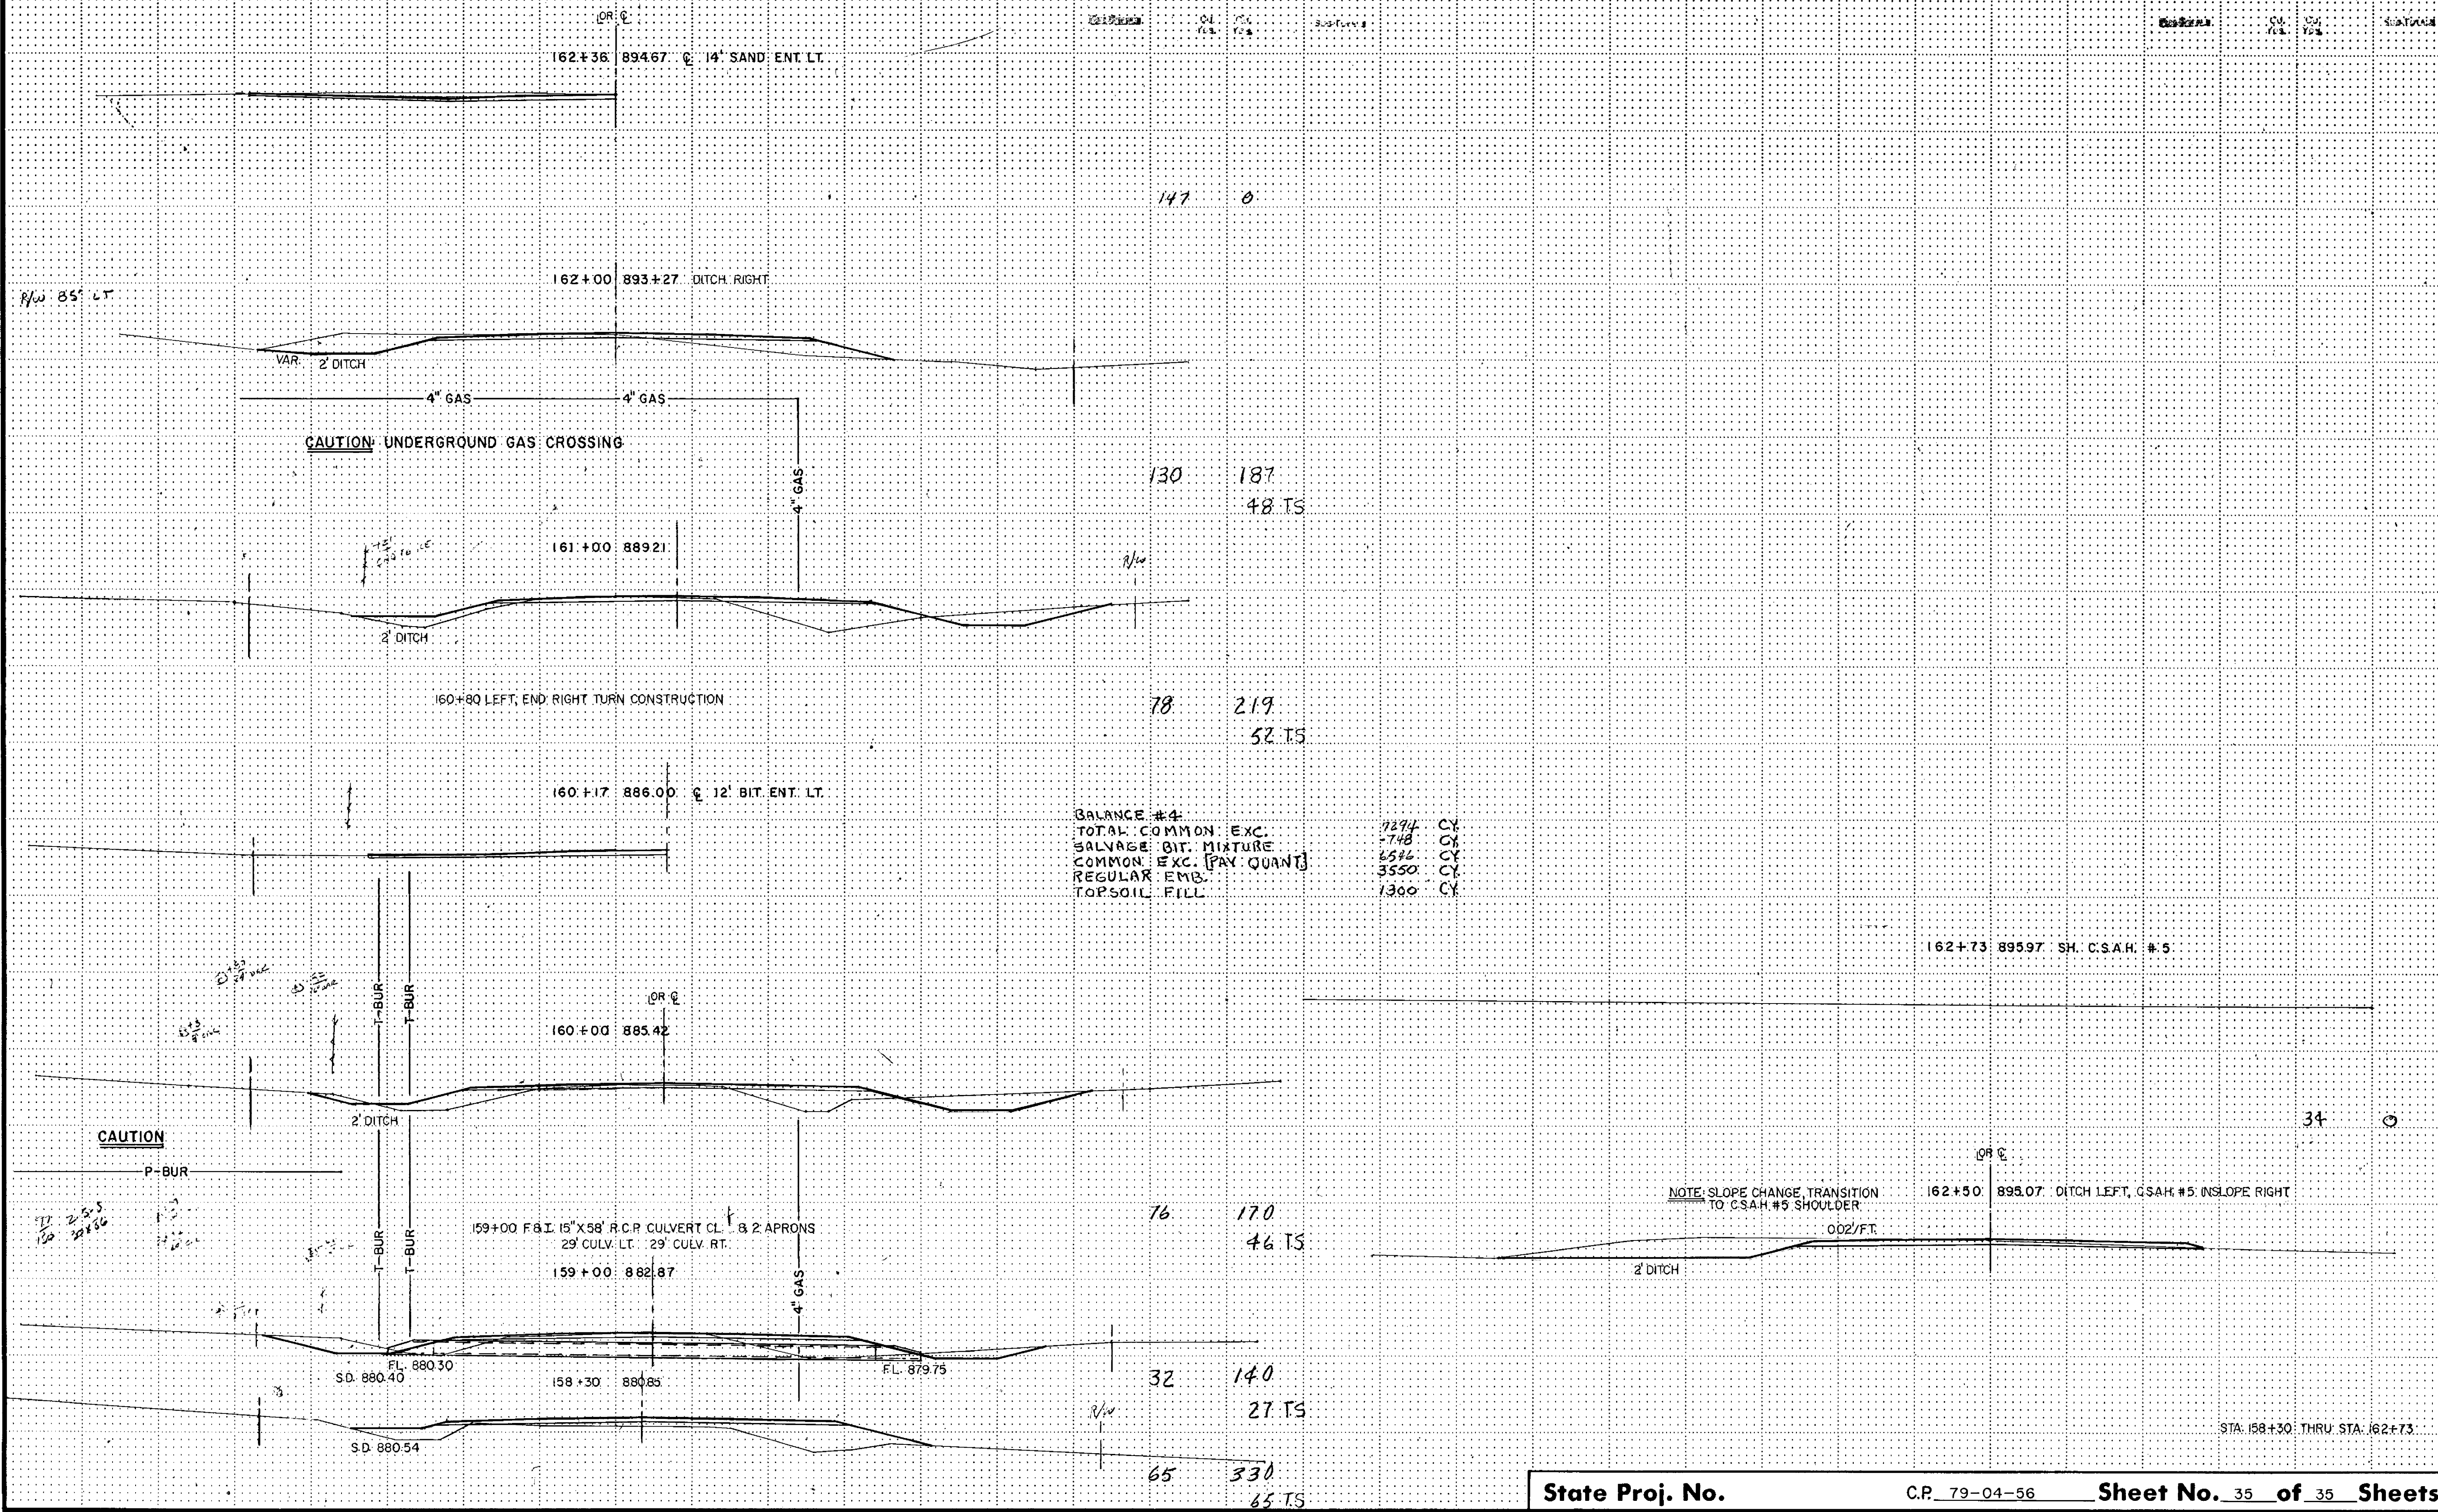 ⅊ OR ℄
162+36 894.67 ℄ 14' SAND ENT. LT.
147 0
162+00 893+27 DITCH RIGHT
R/W 85' LT
VAR. 2' DITCH
4" GAS 4" GAS
CAUTION: UNDERGROUND GAS CROSSING
4" GAS
130 187
48 T.S
161+00 889.21
R/W
2' DITCH
160+80 LEFT, END RIGHT TURN CONSTRUCTION
78 219
52 T.S
160+17 886.00 ℄ 12' BIT. ENT. LT.
BALANCE #4
TOTAL COMMON EXC. 7294 CY.
SALVAGE BIT. MIXTURE -748 CY.
COMMON EXC. [PAY QUANT] 6546 CY
REGULAR EMB. 3550 CY.
TOPSOIL FILL 1300 CY.
T-BUR
T-BUR
OR ℄
160+00 885.42
2' DITCH
CAUTION
P-BUR
T-BUR
T-BUR
4" GAS
76 170
46 T.S
159+00 F.&I. 15"X58' R.C.P. CULVERT CL. & 2 APRONS
29' CULV. LT. 29' CULV. RT.
159+00 882.87
F.L. 880.30
F.L. 879.75
S.D. 880.40
158+30 880.85
32 140
27 T.S
R/W
S.D. 880.54
65 330
65 T.S
Cu. Yds. Cu. Yds.
162+73 895.97 SH. C.S.A.H. #5
34 0
OR ℄
NOTE: SLOPE CHANGE, TRANSITION
TO C.S.A.H. #5 SHOULDER
162+50 895.07 DITCH LEFT, C.S.A.H. #5 INSLOPE RIGHT
.002'/FT.
2' DITCH
STA. 158+30 THRU STA. 162+73
State Proj. No. C.P. 79-04-56 Sheet No. 35 of 35 Sheets